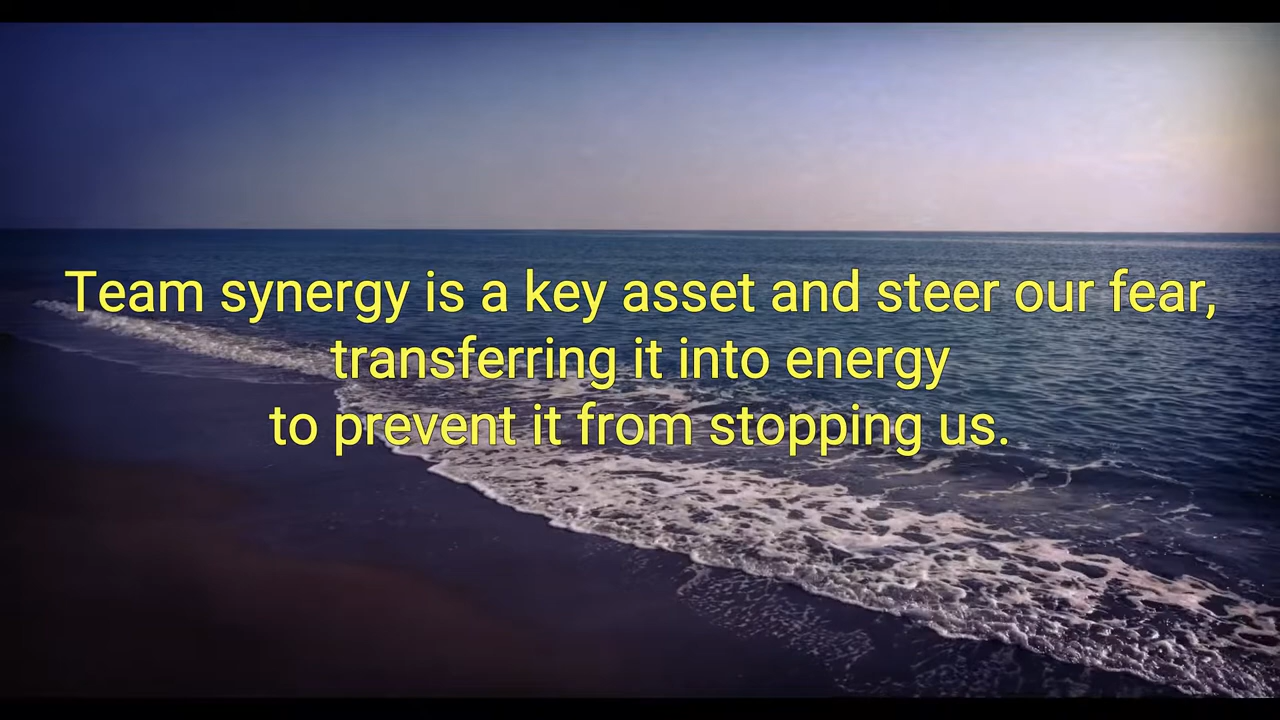 Team synergy is a key asset and steer our fear,
transferring it into energy
to prevent it from stopping us.